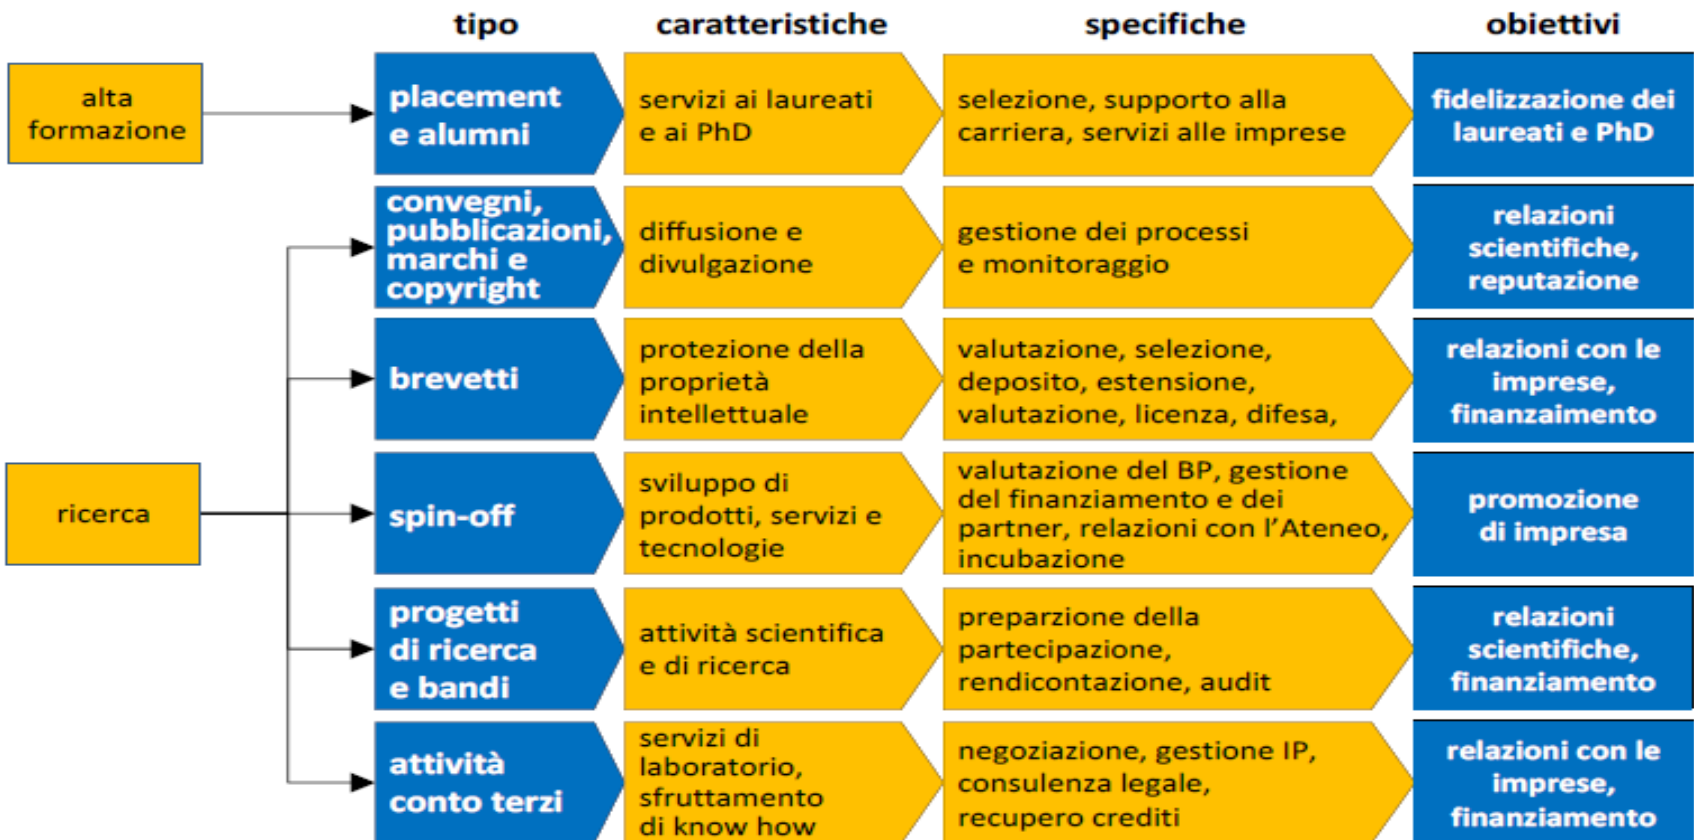 tipo
caratteristiche
specifiche
obiettivi
alta
formazione
placement
e alumni
servizi ai laureati
e ai PhD
selezione, supporto alla
carriera, servizi alle imprese
fidelizzazione dei
laureati e PhD
convegni,
pubblicazioni,
marchi e
copyright
diffusione e
divulgazione
gestione dei processi
e monitoraggio
relazioni
scientifiche,
reputazione
brevetti
protezione della
proprietà
intellettuale
valutazione, selezione,
deposito, estensione,
valutazione, licenza, difesa,
relazioni con le
imprese,
finanzaimento
ricerca
spin-off
sviluppo di
prodotti, servizi e
tecnologie
valutazione del BP, gestione
del finanziamento e dei
partner, relazioni con l'Ateneo,
incubazione
promozione
di impresa
progetti
di ricerca
e bandi
attività scientifica
e di ricerca
preparzione della
partecipazione,
rendicontazione, audit
relazioni
scientifiche,
finanziamento
attività
conto terzi
servizi di
laboratorio,
sfruttamento
di know how
negoziazione, gestione IP,
consulenza legale,
recupero crediti
relazioni con le
imprese,
finanziamento